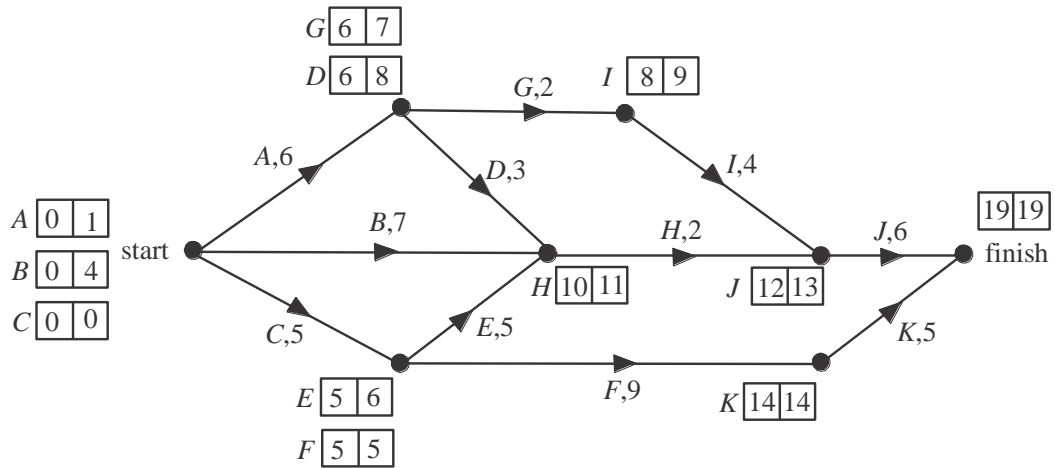 G 6 7
D 6 8
G,2
I 8 9
A,6
D,3
I,4
A 0 1
B 0 4
C 0 0
start
B,7
H,2
J,6
19 19
finish
H 10 11
J 12 13
C,5
E,5
K,5
E 5 6
F 5 5
F,9
K 14 14